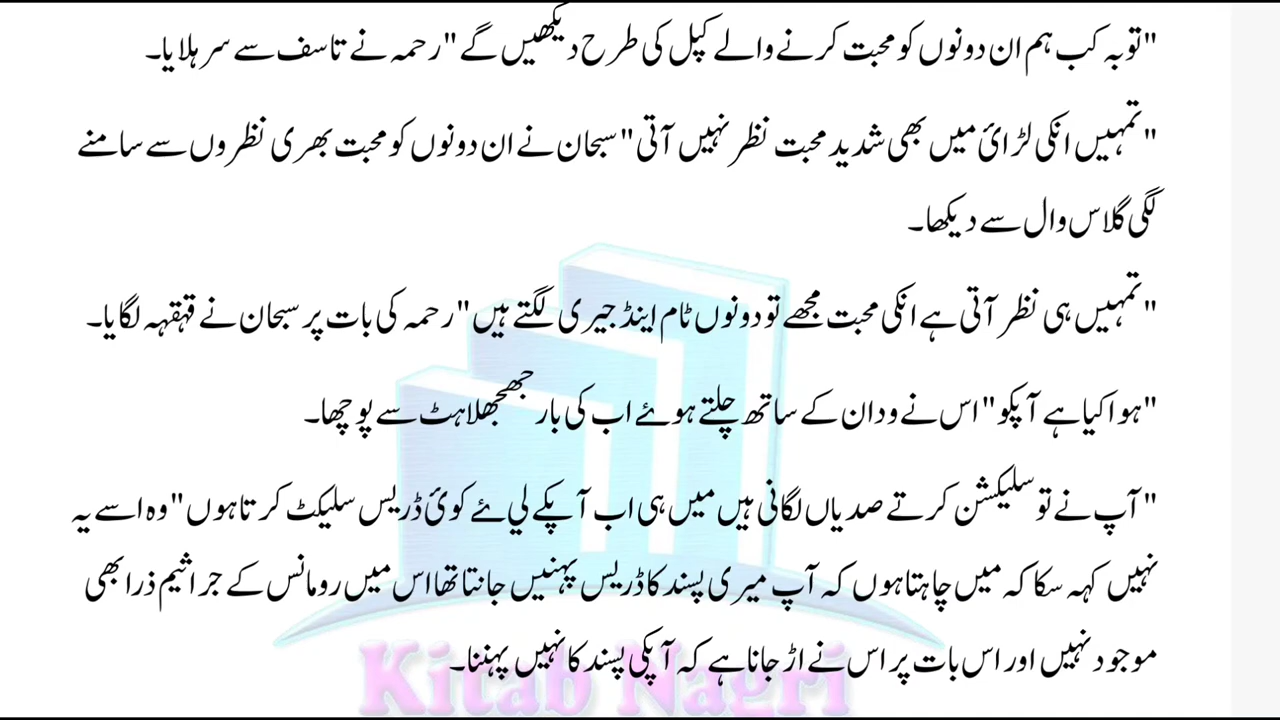 "توبہ کب ہم ان دونوں کو محبت کرنے والے کپل کی طرح دیکھیں گے" رحمہ نے تاسف سے سر ہلایا۔
"تمہیں انکی لڑائ میں بھی شدید محبت نظر نہیں آتی" سبحان نے ان دونوں کو محبت بھری نظروں سے سامنے
لگی گلاس وال سے دیکھا۔
"تمہیں ہی نظر آتی ہے انکی محبت مجھے تو دونوں ٹام اینڈ جیری لگتے ہیں" رحمہ کی بات پر سبحان نے قہقہہ لگایا۔
"ہوا کیا ہے آپکو" اس نے ودان کے ساتھ چلتے ہوئے اب کی بار جھجھلاہٹ سے پوچھا۔
"آپ نے تو سلیکشن کرتے صدیاں لگانی ہیں میں ہی اب آپکے لیئے کوئ ڈریس سلیکٹ کرتا ہوں" وہ اسے یہ
نہیں کہہ سکا کہ میں چاہتا ہوں کہ آپ میری پسند کا ڈریس پہنیں جانتا تھا اس میں رومانس کے جراثیم ذرا بھی
موجود نہیں اور اس بات پر اس نے اڑ جانا ہے کہ آپکی پسند کا نہیں پہننا۔
Kitab Nagri